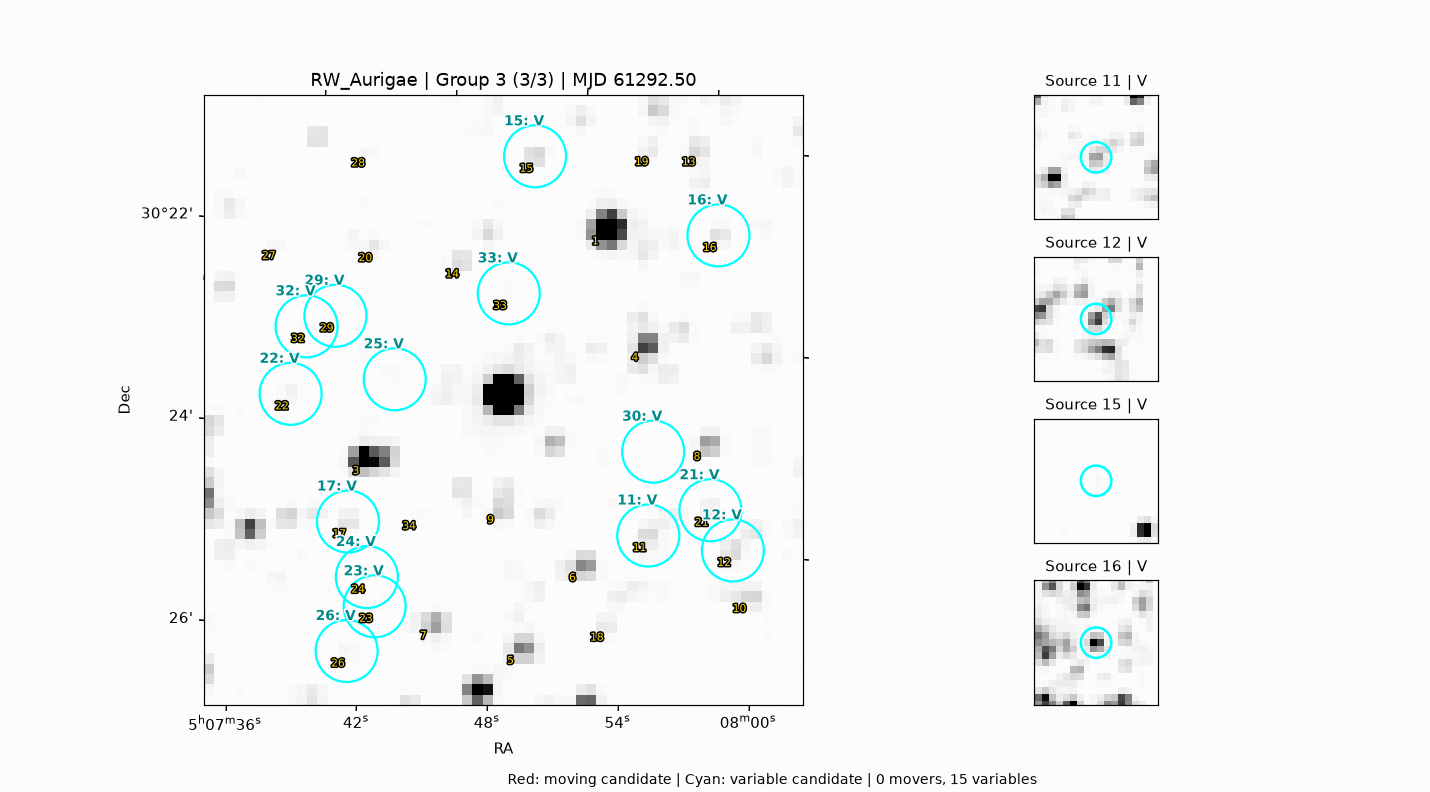 RW_Aurigae | Group 3 (3/3) | MJD 61292.50
Source 11 | V
15: V
28
15
19
13
16: V
30°22'
1
16
27
20
14
33: V
Source 12 | V
29: V
32: V
33
29
32
25: V
22: V
4
22
Dec
Source 15 | V
24'
30: V
8
3
21: V
17: V
11: V
12: V
9
34
21
17
24: V
11
12
23: V
6
24
Source 16 | V
10
26: V
23
26'
7
18
5
26
5ʰ07ᵐ36ˢ
42ˢ
48ˢ
54ˢ
08ᵐ00ˢ
RA
Red: moving candidate | Cyan: variable candidate | 0 movers, 15 variables